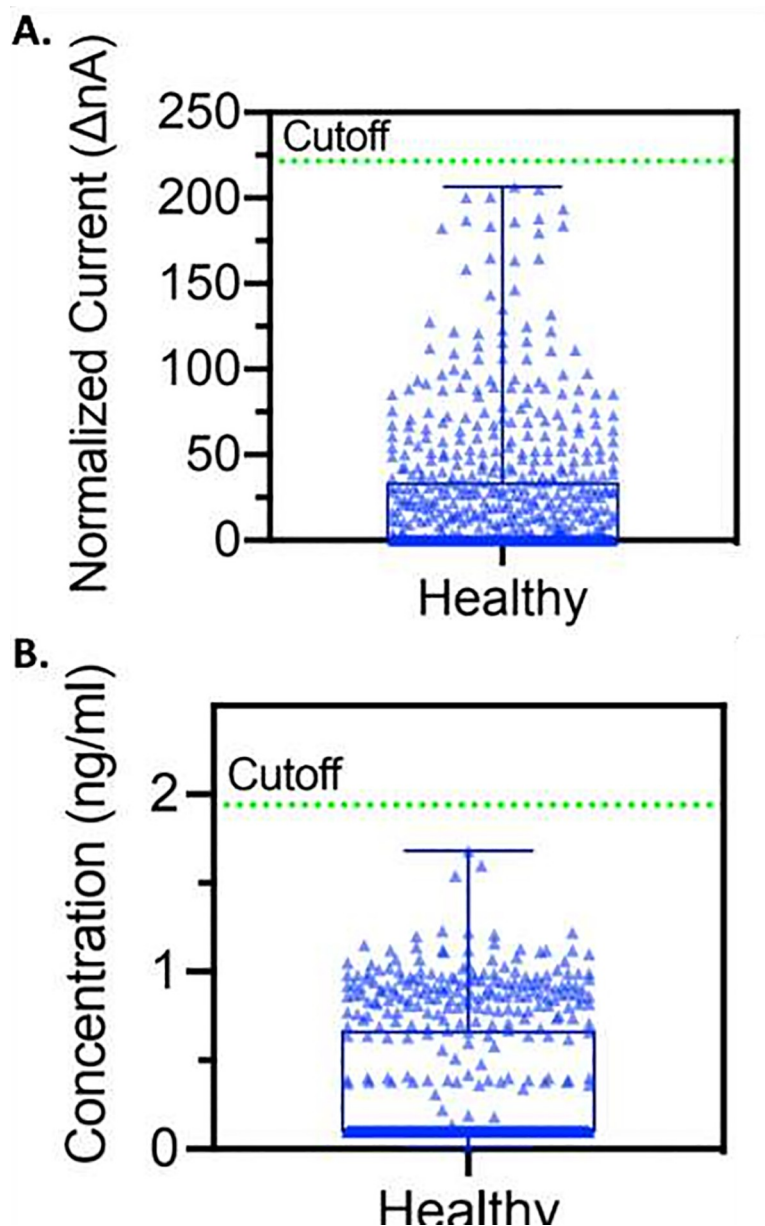 A.
Normalized Current (ΔnA)
250
200
150
100
50
0
Cutoff
Healthy
B.
Concentration (ng/ml)
2
1
0
Cutoff
Healthy